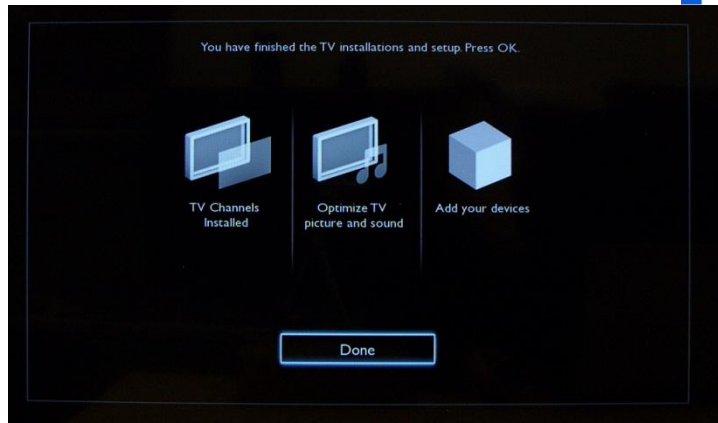 You have finished the TV installations and setup. Press OK.
TV Channels
Installed
Optimize TV
picture and sound
Add your devices
Done